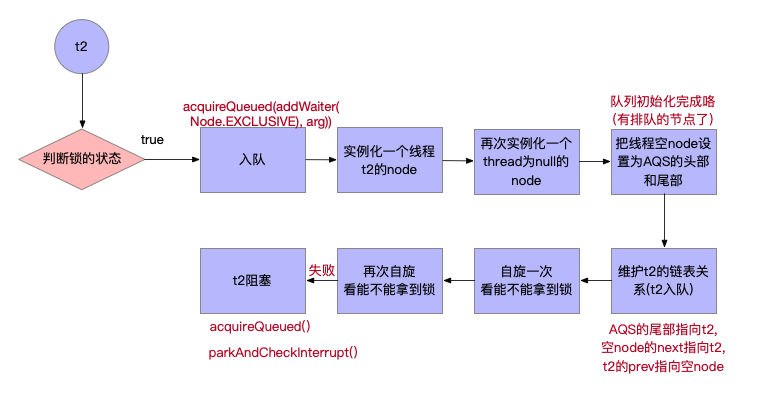 t2
判断锁的状态
true
acquireQueued(addWaiter(
Node.EXCLUSIVE), arg))
入队
实例化一个线程
t2的node
再次实例化一个
thread为null的
node
队列初始化完成咯
(有排队的节点了)
把线程空node设
置为AQS的头部
和尾部
维护t2的链表关
系(t2入队)
AQS的尾部指向t2,
空node的next指向t2,
t2的prev指向空node
自旋一次
看能不能拿到锁
再次自旋
看能不能拿到锁
失败
t2阻塞
acquireQueued()
parkAndCheckInterrupt()